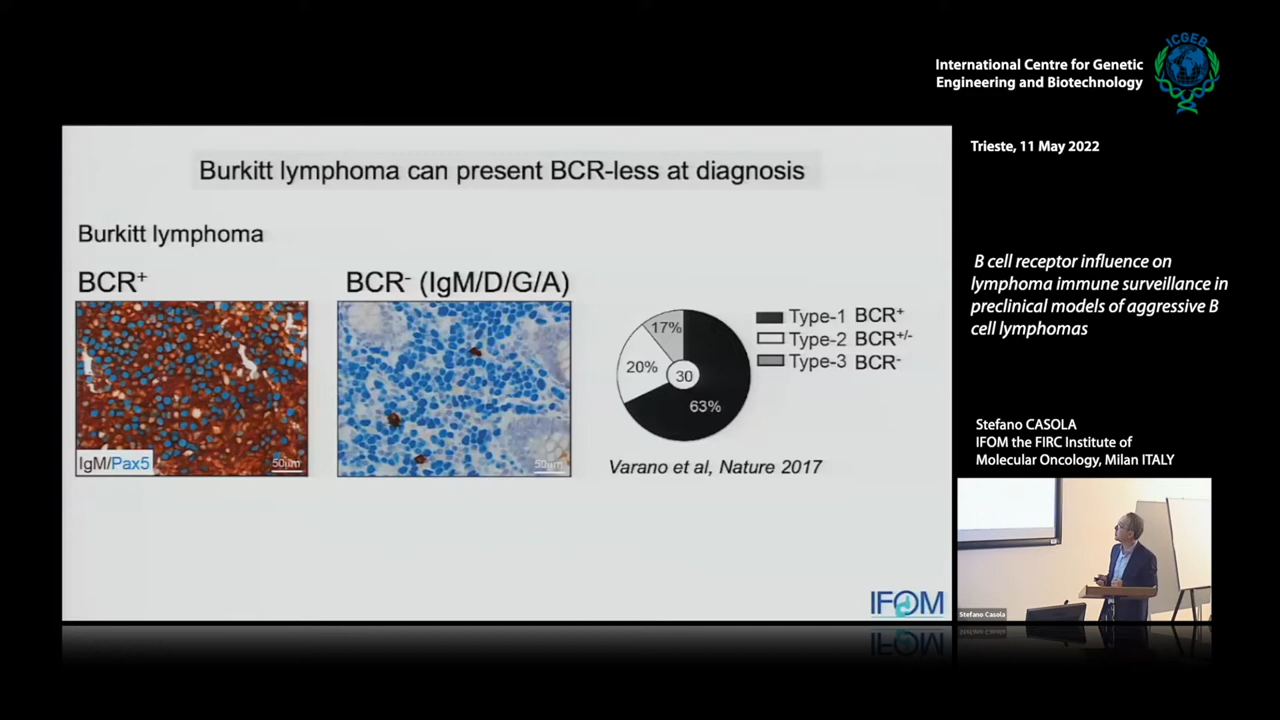 ICGEB
International Centre for Genetic
Engineering and Biotechnology
Trieste, 11 May 2022
Burkitt lymphoma can present BCR-less at diagnosis
Burkitt lymphoma
BCR+
BCR- (IgM/D/G/A)
IgM/Pax5
50µm
50µm
17%
20%
30
63%
Type-1 BCR+
Type-2 BCR+/-
Type-3 BCR-
Varano et al, Nature 2017
IFOM
B cell receptor influence on
lymphoma immune surveillance in
preclinical models of aggressive B
cell lymphomas
Stefano CASOLA
IFOM the FIRC Institute of
Molecular Oncology, Milan ITALY
Stefano Casola